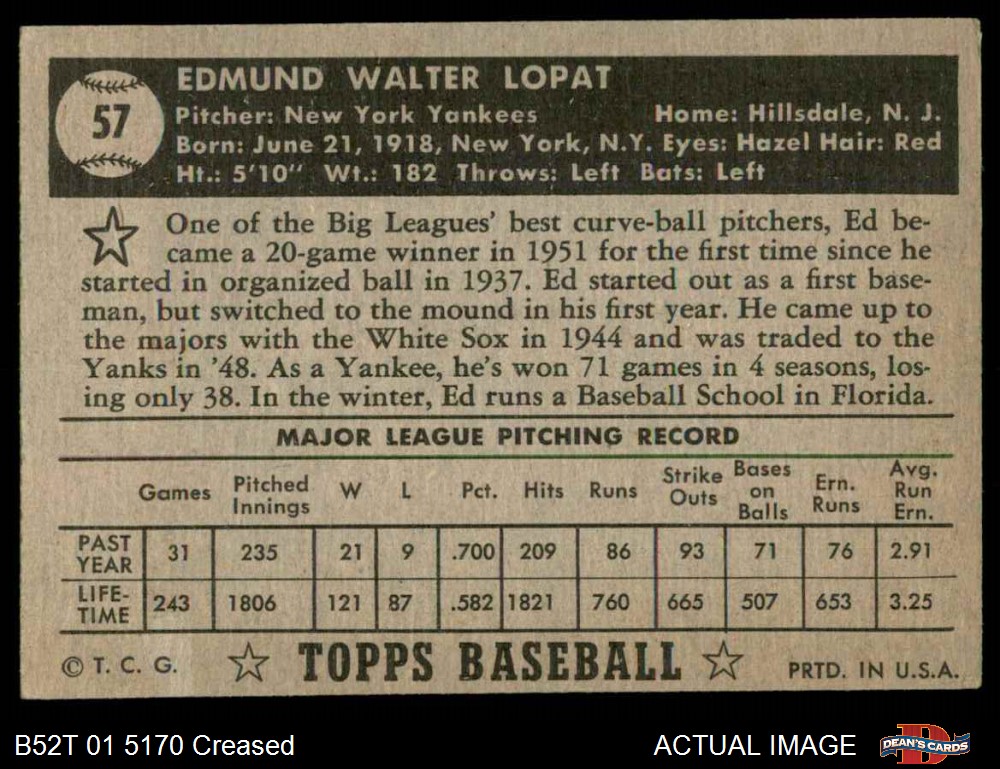 57
EDMUND WALTER LOPAT
Pitcher: New York Yankees Home: Hillsdale, N. J.
Born: June 21, 1918, New York, N.Y. Eyes: Hazel Hair: Red
Ht.: 5'10" Wt.: 182 Throws: Left Bats: Left
One of the Big Leagues' best curve-ball pitchers, Ed be-
came a 20-game winner in 1951 for the first time since he
started in organized ball in 1937. Ed started out as a first base-
man, but switched to the mound in his first year. He came up to
the majors with the White Sox in 1944 and was traded to the
Yanks in '48. As a Yankee, he's won 71 games in 4 seasons, los-
ing only 38. In the winter, Ed runs a Baseball School in Florida.
MAJOR LEAGUE PITCHING RECORD
Games Pitched Innings W L Pct. Hits Runs Strike Outs Bases on Balls Ern. Runs Avg. Run Ern.
PAST YEAR 31 235 21 9 .700 209 86 93 71 76 2.91
LIFE-TIME 243 1806 121 87 .582 1821 760 665 507 653 3.25
© T. C. G. TOPPS BASEBALL PRTD. IN U.S.A.
B52T 01 5170 Creased ACTUAL IMAGE DEAN'S CARDS